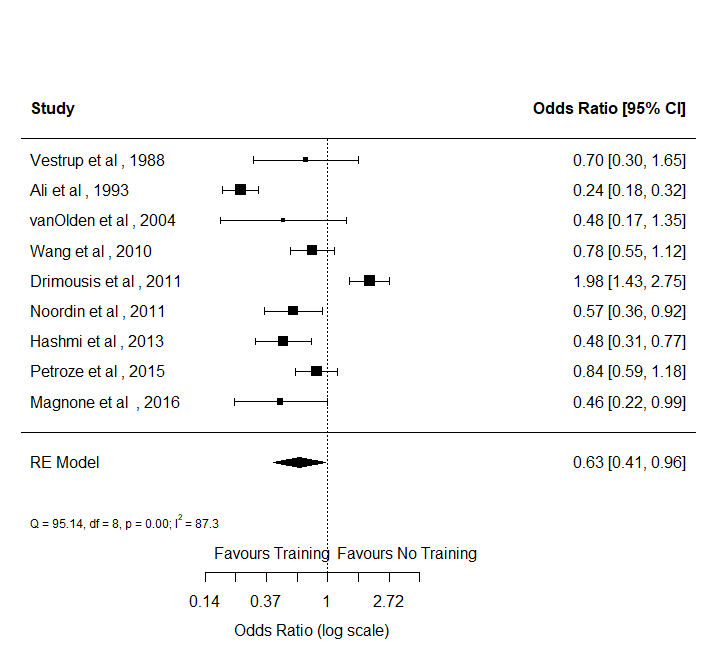 Study Odds Ratio [95% CI]
Vestrup et al , 1988 0.70 [0.30, 1.65]
Ali et al , 1993 0.24 [0.18, 0.32]
vanOlden et al , 2004 0.48 [0.17, 1.35]
Wang et al , 2010 0.78 [0.55, 1.12]
Drimousis et al , 2011 1.98 [1.43, 2.75]
Noordin et al , 2011 0.57 [0.36, 0.92]
Hashmi et al , 2013 0.48 [0.31, 0.77]
Petroze et al , 2015 0.84 [0.59, 1.18]
Magnone et al , 2016 0.46 [0.22, 0.99]
RE Model 0.63 [0.41, 0.96]
Q = 95.14, df = 8, p = 0.00; I² = 87.3
Favours Training Favours No Training
0.14 0.37 1 2.72
Odds Ratio (log scale)